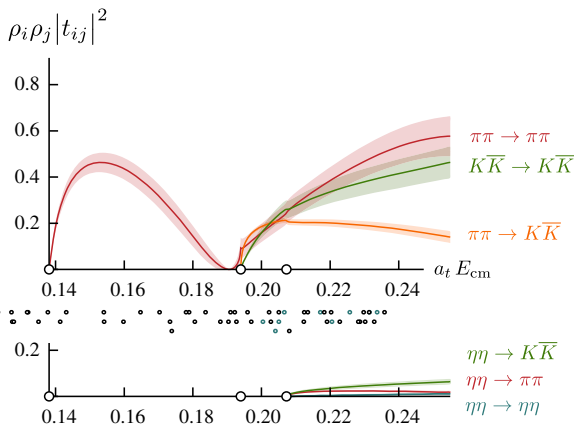 ρᵢρⱼ|tᵢⱼ|²
0.8
0.6
0.4
0.2
ππ → ππ
KK̅ → KK̅
ππ → KK̅
0.14 0.16 0.18 0.20 0.22 0.24 aₜ E_cm
0.2
0.14 0.16 0.18 0.20 0.22 0.24
ηη → KK̅
ηη → ππ
ηη → ηη